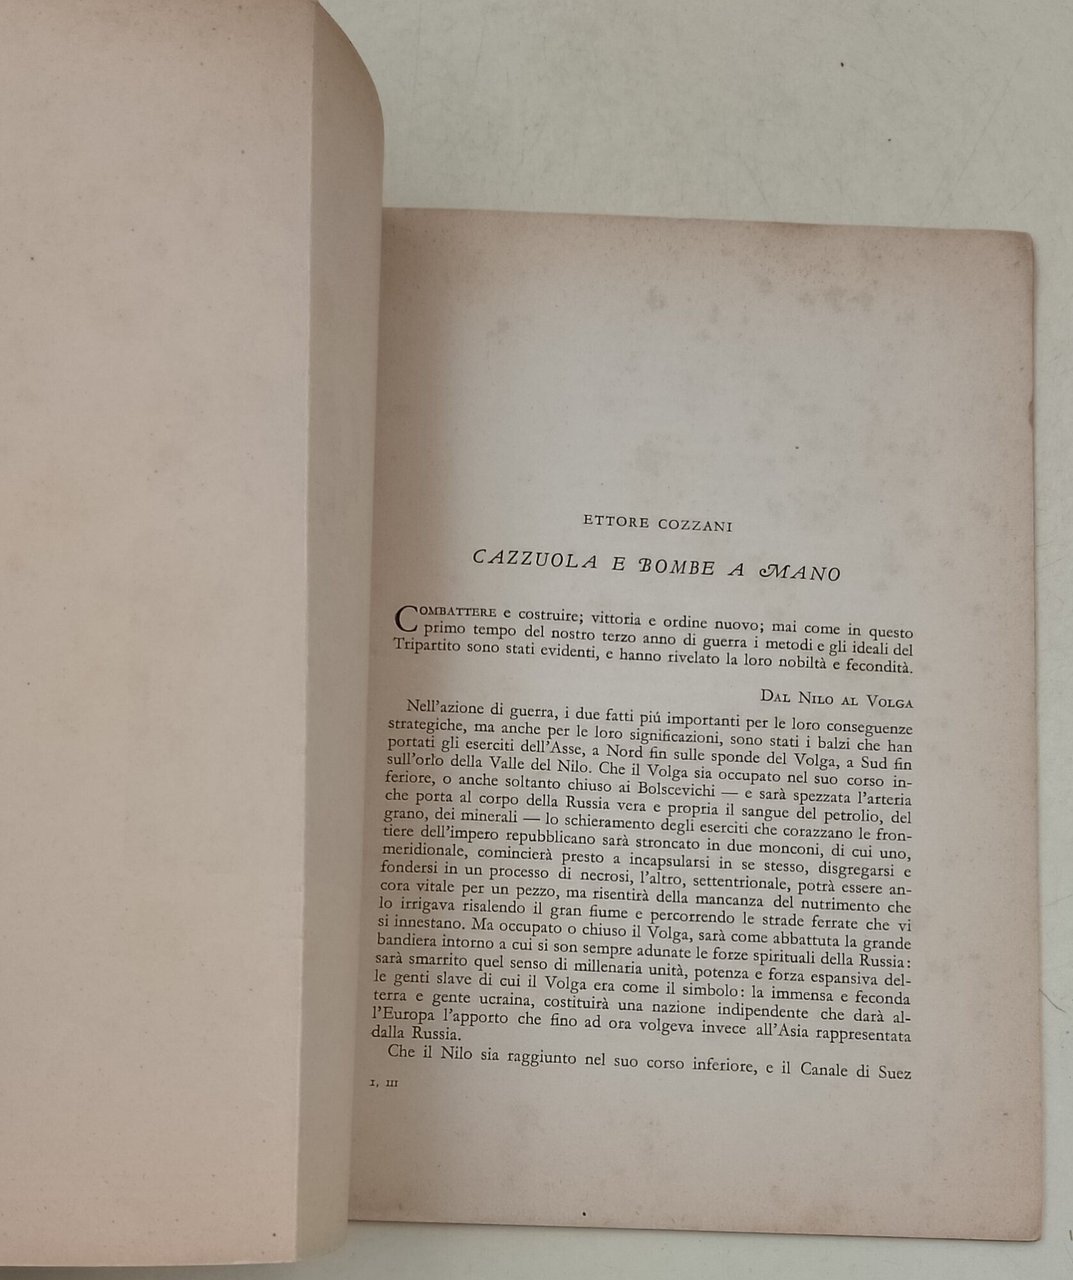 ETTORE COZZANI
CAZZUOLA E BOMBE A MANO
COMBATTERE e costruire; vittoria e ordine nuovo; mai come in questo
primo tempo del nostro terzo anno di guerra i metodi e gli ideali del
Tripartito sono stati evidenti, e hanno rivelato la loro nobiltà e fecondità.
DAL NILO AL VOLGA
Nell'azione di guerra, i due fatti piú importanti per le loro conseguenze
strategiche, ma anche per le loro significazioni, sono stati i balzi che han
portati gli eserciti dell'Asse, a Nord fin sulle sponde del Volga, a Sud fin
sull'orlo della Valle del Nilo. Che il Volga sia occupato nel suo corso in-
feriore, o anche soltanto chiuso ai Bolscevichi — e sarà spezzata l'arteria
che porta al corpo della Russia vera e propria il sangue del petrolio, del
grano, dei minerali — lo schieramento degli eserciti che corazzano le fron-
tiere dell'impero repubblicano sarà stroncato in due monconi, di cui uno,
meridionale, comincierà presto a incapsularsi in se stesso, disgregarsi e
fondersi in un processo di necrosi, l'altro, settentrionale, potrà essere an-
cora vitale per un pezzo, ma risentirà della mancanza del nutrimento che
lo irrigava risalendo il gran fiume e percorrendo le strade ferrate che vi
si innestano. Ma occupato o chiuso il Volga, sarà come abbattuta la grande
bandiera intorno a cui si son sempre adunate le forze spirituali della Russia:
sarà smarrito quel senso di millenaria unità, potenza e forza espansiva del-
le genti slave di cui il Volga era come il simbolo: la immensa e feconda
terra e gente ucraina, costituirà una nazione indipendente che darà al-
l'Europa l'apporto che fino ad ora volgeva invece all'Asia rappresentata
dalla Russia.
Che il Nilo sia raggiunto nel suo corso inferiore, e il Canale di Suez
I, III